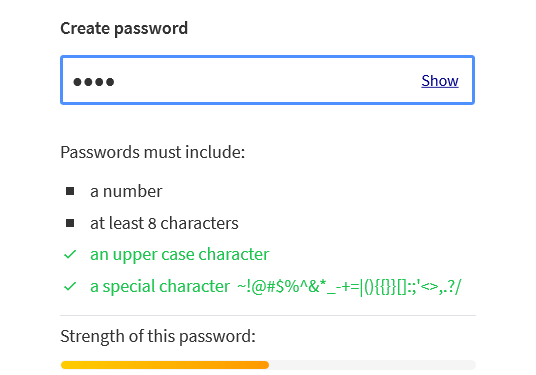 Create password
●●●● Show
Passwords must include:
a number
at least 8 characters
an upper case character
a special character ~!@#$%^&*_-+=|(){{}}[]:;'<>,.?/
Strength of this password: